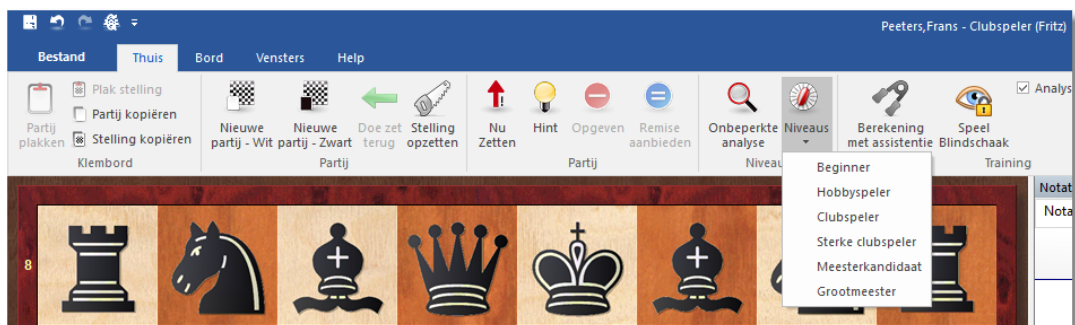 Peeters,Frans - Clubspeler (Fritz)
Bestand Thuis Bord Vensters Help
Partij plakken
Plak stelling
Partij kopiëren
Stelling kopiëren
Klembord
Nieuwe partij - Wit
Nieuwe partij - Zwart
Doe zet terug
Stelling opzetten
Partij
Nu Zetten
Hint
Opgeven
Remise aanbieden
Partij
Onbeperkte analyse
Niveaus
Niveau
Berekening met assistentie
Speel Blindschaak
Analys
Training
Beginner
Hobbyspeler
Clubspeler
Sterke clubspeler
Meesterkandidaat
Grootmeester
Notat
Nota
8